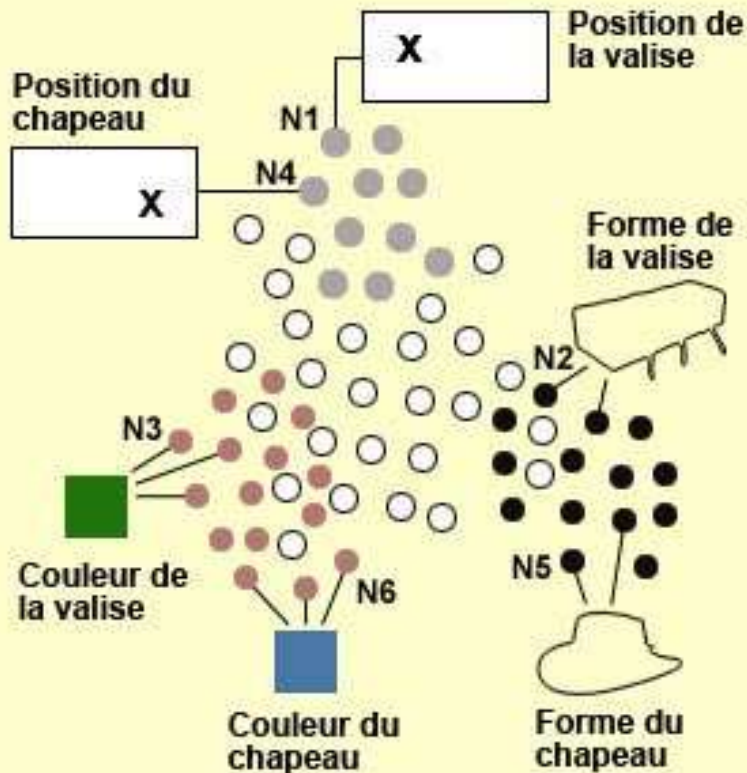 Position de
la valise
X
Position du
chapeau
N1
N4
X
Forme de
la valise
N2
N3
Couleur de
la valise
N5
N6
Couleur du
chapeau
Forme du
chapeau